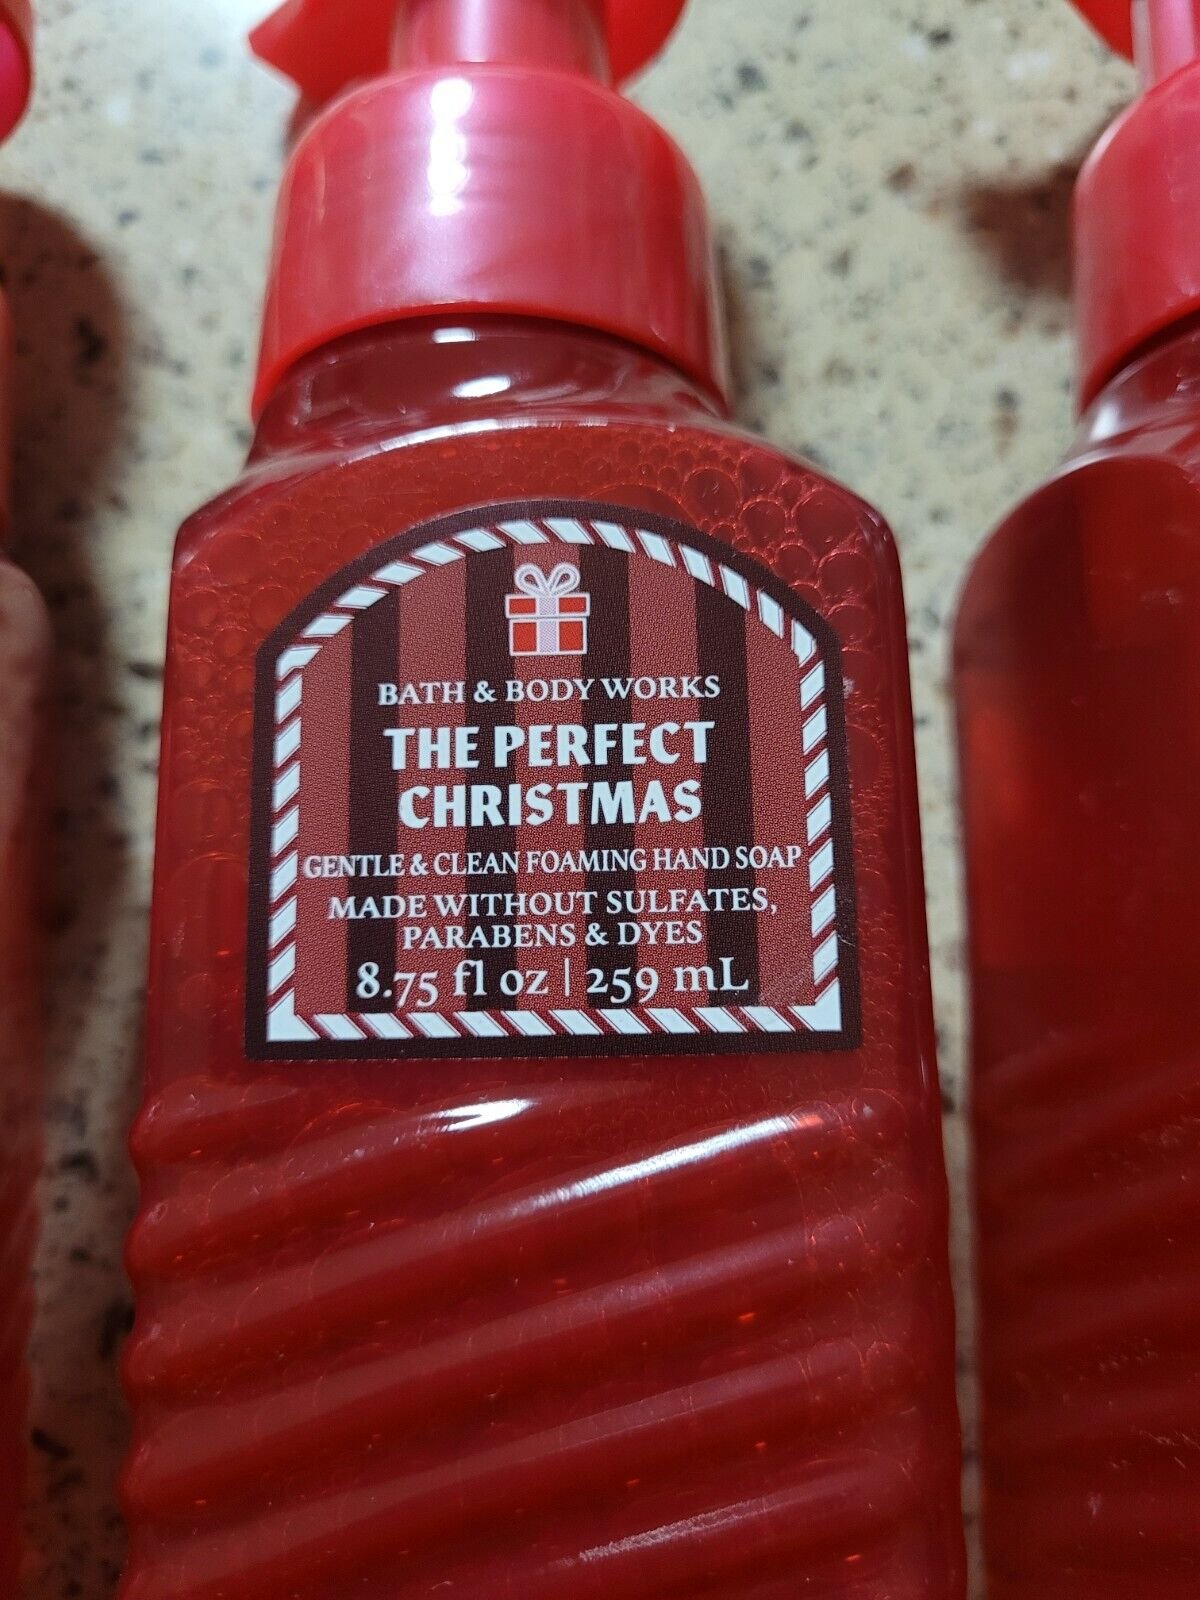 BATH & BODY WORKS
THE PERFECT
CHRISTMAS
GENTLE & CLEAN FOAMING HAND SOAP
MADE WITHOUT SULFATES,
PARABENS & DYES
8.75 fl oz | 259 mL